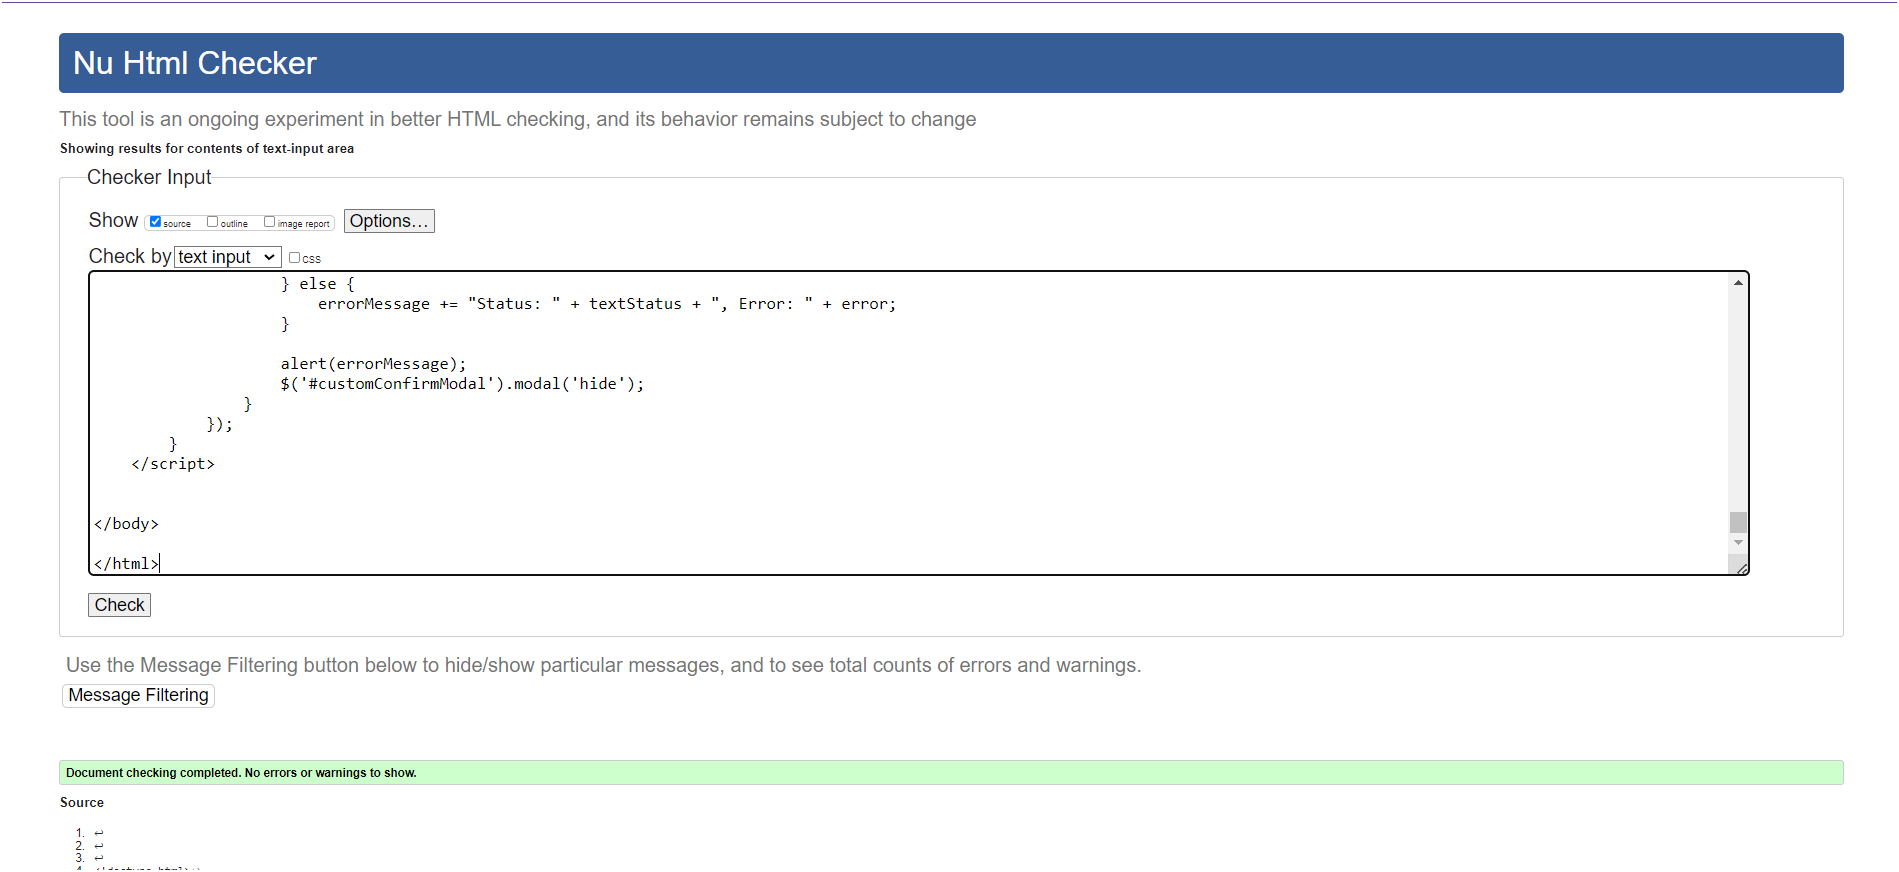 Nu Html Checker
This tool is an ongoing experiment in better HTML checking, and its behavior remains subject to change
Showing results for contents of text-input area
Checker Input
Show source outline image report Options...
Check by text input css
} else {
errorMessage += "Status: " + textStatus + ", Error: " + error;
}
alert(errorMessage);
$('#customConfirmModal').modal('hide');
}
});
}
</script>
</body>
</html>
Check
Use the Message Filtering button below to hide/show particular messages, and to see total counts of errors and warnings.
Message Filtering
Document checking completed. No errors or warnings to show.
Source
1. ↩
2. ↩
3. ↩